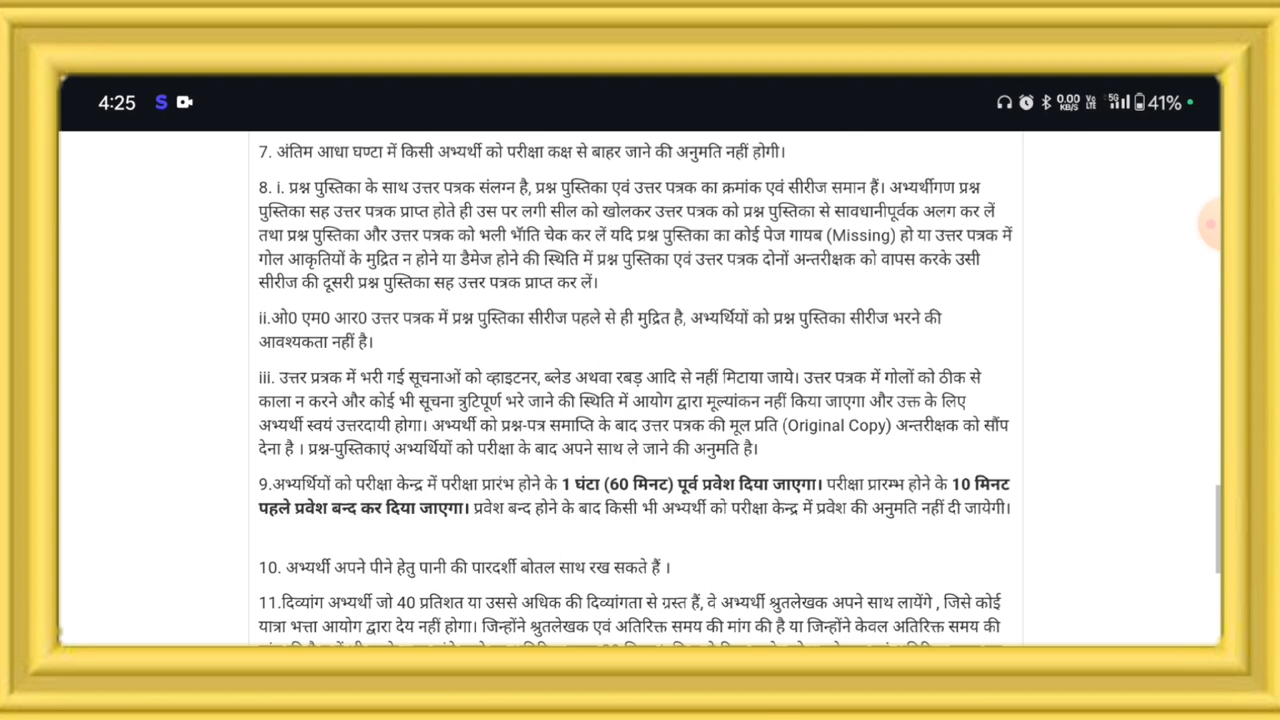 4:25 S 0.00 KB/S Vo LTE 5G 41%
7. अंतिम आधा घण्टा में किसी अभ्यर्थी को परीक्षा कक्ष से बाहर जाने की अनुमति नहीं होगी।
8. i. प्रश्न पुस्तिका के साथ उत्तर पत्रक संलग्न है, प्रश्न पुस्तिका एवं उत्तर पत्रक का क्रमांक एवं सीरीज समान हैं। अभ्यर्थीगण प्रश्न
पुस्तिका सह उत्तर पत्रक प्राप्त होते ही उस पर लगी सील को खोलकर उत्तर पत्रक को प्रश्न पुस्तिका से सावधानीपूर्वक अलग कर लें
तथा प्रश्न पुस्तिका और उत्तर पत्रक को भली भॅाति चेक कर लें यदि प्रश्न पुस्तिका का कोई पेज गायब (Missing) हो या उत्तर पत्रक में
गोल आकृतियों के मुद्रित न होने या डैमेज होने की स्थिति में प्रश्न पुस्तिका एवं उत्तर पत्रक दोनों अन्तरीक्षक को वापस करके उसी
सीरीज की दूसरी प्रश्न पुस्तिका सह उत्तर पत्रक प्राप्त कर लें।
ii.ओ0 एम0 आर0 उत्तर पत्रक में प्रश्न पुस्तिका सीरीज पहले से ही मुद्रित है, अभ्यर्थियों को प्रश्न पुस्तिका सीरीज भरने की
आवश्यकता नहीं है।
iii. उत्तर प्रत्रक में भरी गई सूचनाओं को व्हाइटनर, ब्लेड अथवा रबड़ आदि से नहीं मिटाया जाये। उत्तर पत्रक में गोलों को ठीक से
काला न करने और कोई भी सूचना त्रुटिपूर्ण भरे जाने की स्थिति में आयोग द्वारा मूल्यांकन नहीं किया जाएगा और उक्त के लिए
अभ्यर्थी स्वयं उत्तरदायी होगा। अभ्यर्थी को प्रश्न-पत्र समाप्ति के बाद उत्तर पत्रक की मूल प्रति (Original Copy) अन्तरीक्षक को सौंप
देना है । प्रश्न-पुस्तिकाएं अभ्यर्थियों को परीक्षा के बाद अपने साथ ले जाने की अनुमति है।
9.अभ्यर्थियों को परीक्षा केन्द्र में परीक्षा प्रारंभ होने के 1 घंटा (60 मिनट) पूर्व प्रवेश दिया जाएगा। परीक्षा प्रारम्भ होने के 10 मिनट
पहले प्रवेश बन्द कर दिया जाएगा। प्रवेश बन्द होने के बाद किसी भी अभ्यर्थी को परीक्षा केन्द्र में प्रवेश की अनुमति नहीं दी जायेगी।
10. अभ्यर्थी अपने पीने हेतु पानी की पारदर्शी बोतल साथ रख सकते हैं ।
11.दिव्यांग अभ्यर्थी जो 40 प्रतिशत या उससे अधिक की दिव्यांगता से ग्रस्त हैं, वे अभ्यर्थी श्रुतलेखक अपने साथ लायेंगे , जिसे कोई
यात्रा भत्ता आयोग द्वारा देय नहीं होगा। जिन्होंने श्रुतलेखक एवं अतिरिक्त समय की मांग की है या जिन्होंने केवल अतिरिक्त समय की